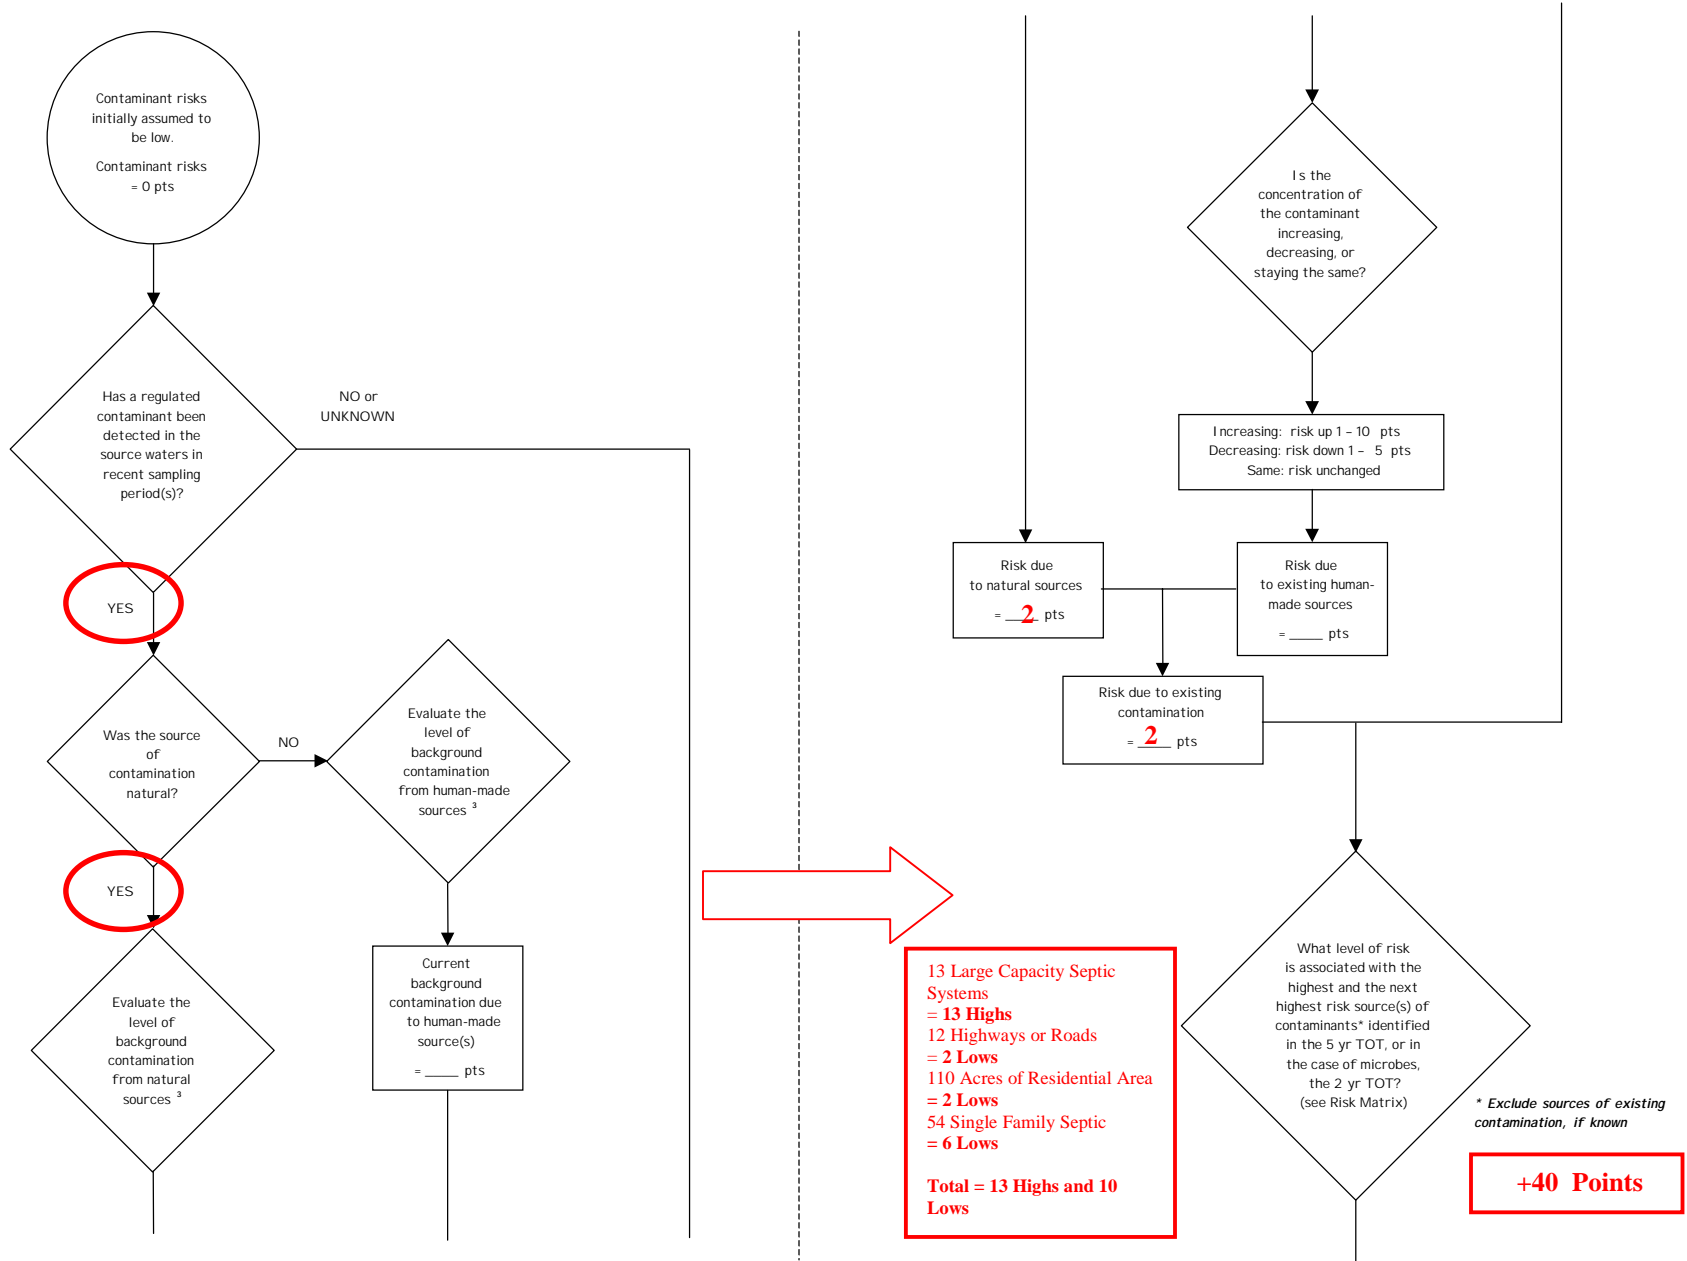 Contaminant risks
initially assumed to
be low.
Contaminant risks
= 0 pts
Has a regulated
contaminant been
detected in the
source waters in
recent sampling
period(s)?
NO or
UNKNOWN
YES
Was the source
of
contamination
natural?
NO
Evaluate the
level of
background
contamination
from human-made
sources ³
YES
Evaluate the
level of
background
contamination
from natural
sources ³
Current
background
contamination due
to human-made
source(s)
= _____ pts
Is the
concentration of
the contaminant
increasing,
decreasing, or
staying the same?
Increasing: risk up 1 – 10 pts
Decreasing: risk down 1 – 5 pts
Same: risk unchanged
Risk due
to natural sources
= __2__ pts
Risk due
to existing human-
made sources
= _____ pts
Risk due to existing
contamination
= __2__ pts
13 Large Capacity Septic
Systems
= 13 Highs
12 Highways or Roads
= 2 Lows
110 Acres of Residential Area
= 2 Lows
54 Single Family Septic
= 6 Lows
Total = 13 Highs and 10
Lows
What level of risk
is associated with the
highest and the next
highest risk source(s) of
contaminants* identified
in the 5 yr TOT, or in
the case of microbes,
the 2 yr TOT?
(see Risk Matrix)
* Exclude sources of existing
contamination, if known
+40 Points